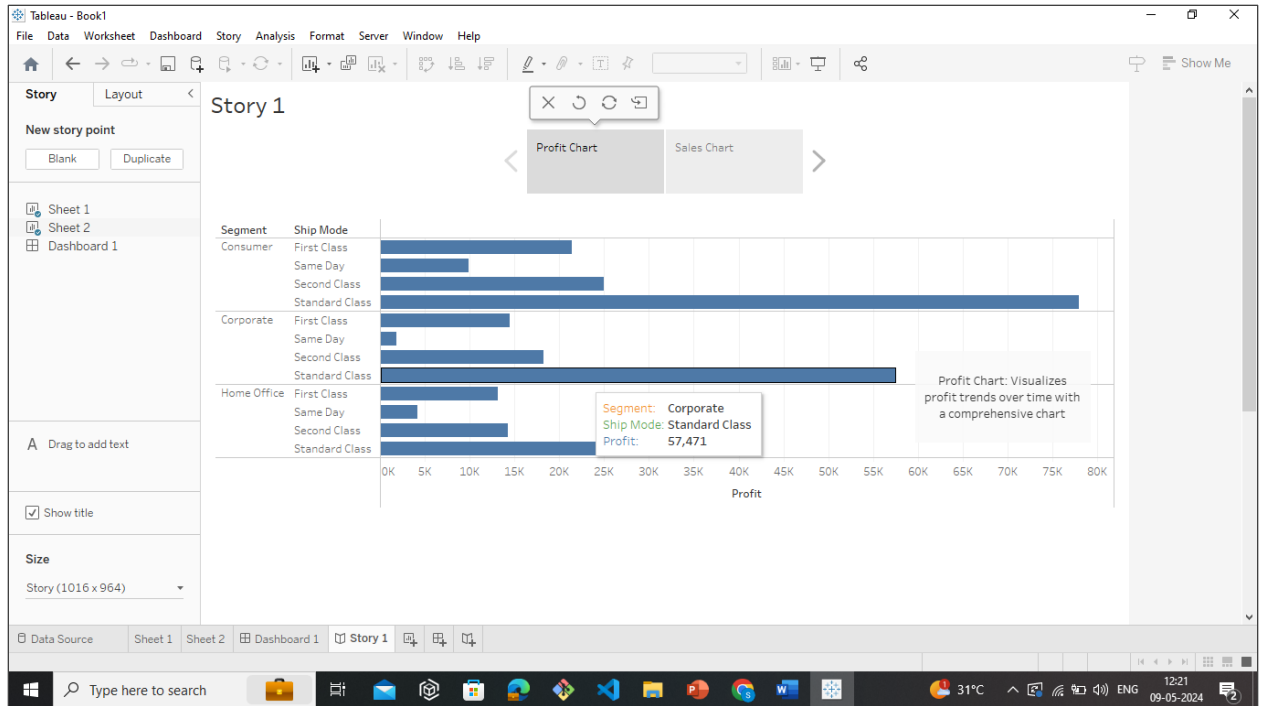 Tableau - Book1
File Data Worksheet Dashboard Story Analysis Format Server Window Help
Show Me
Story Layout
New story point
Blank Duplicate
Sheet 1
Sheet 2
Dashboard 1
A Drag to add text
Show title
Size
Story (1016 x 964)
Story 1
Profit Chart Sales Chart
Segment Ship Mode
Consumer First Class
Same Day
Second Class
Standard Class
Corporate First Class
Same Day
Second Class
Standard Class
Home Office First Class
Same Day
Second Class
Standard Class
Segment: Corporate
Ship Mode: Standard Class
Profit: 57,471
Profit Chart: Visualizes
profit trends over time with
a comprehensive chart
0K 5K 10K 15K 20K 25K 30K 35K 40K 45K 50K 55K 60K 65K 70K 75K 80K
Profit
Data Source Sheet 1 Sheet 2 Dashboard 1 Story 1
Type here to search
1
31°C
ENG
12:21
09-05-2024
2